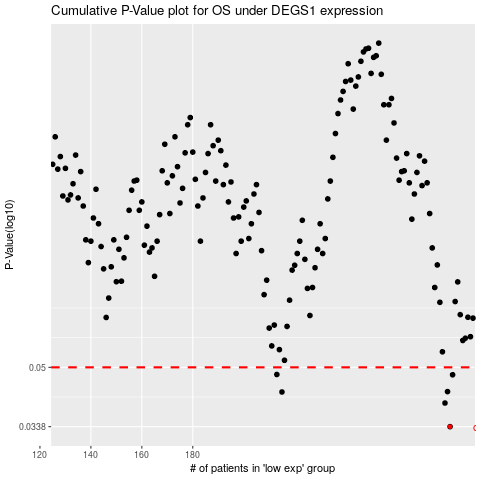 Cumulative P-Value plot for OS under DEGS1 expression
P-Value(log10)
0.05
0.0338
120 140 160 180
# of patients in 'low exp' group